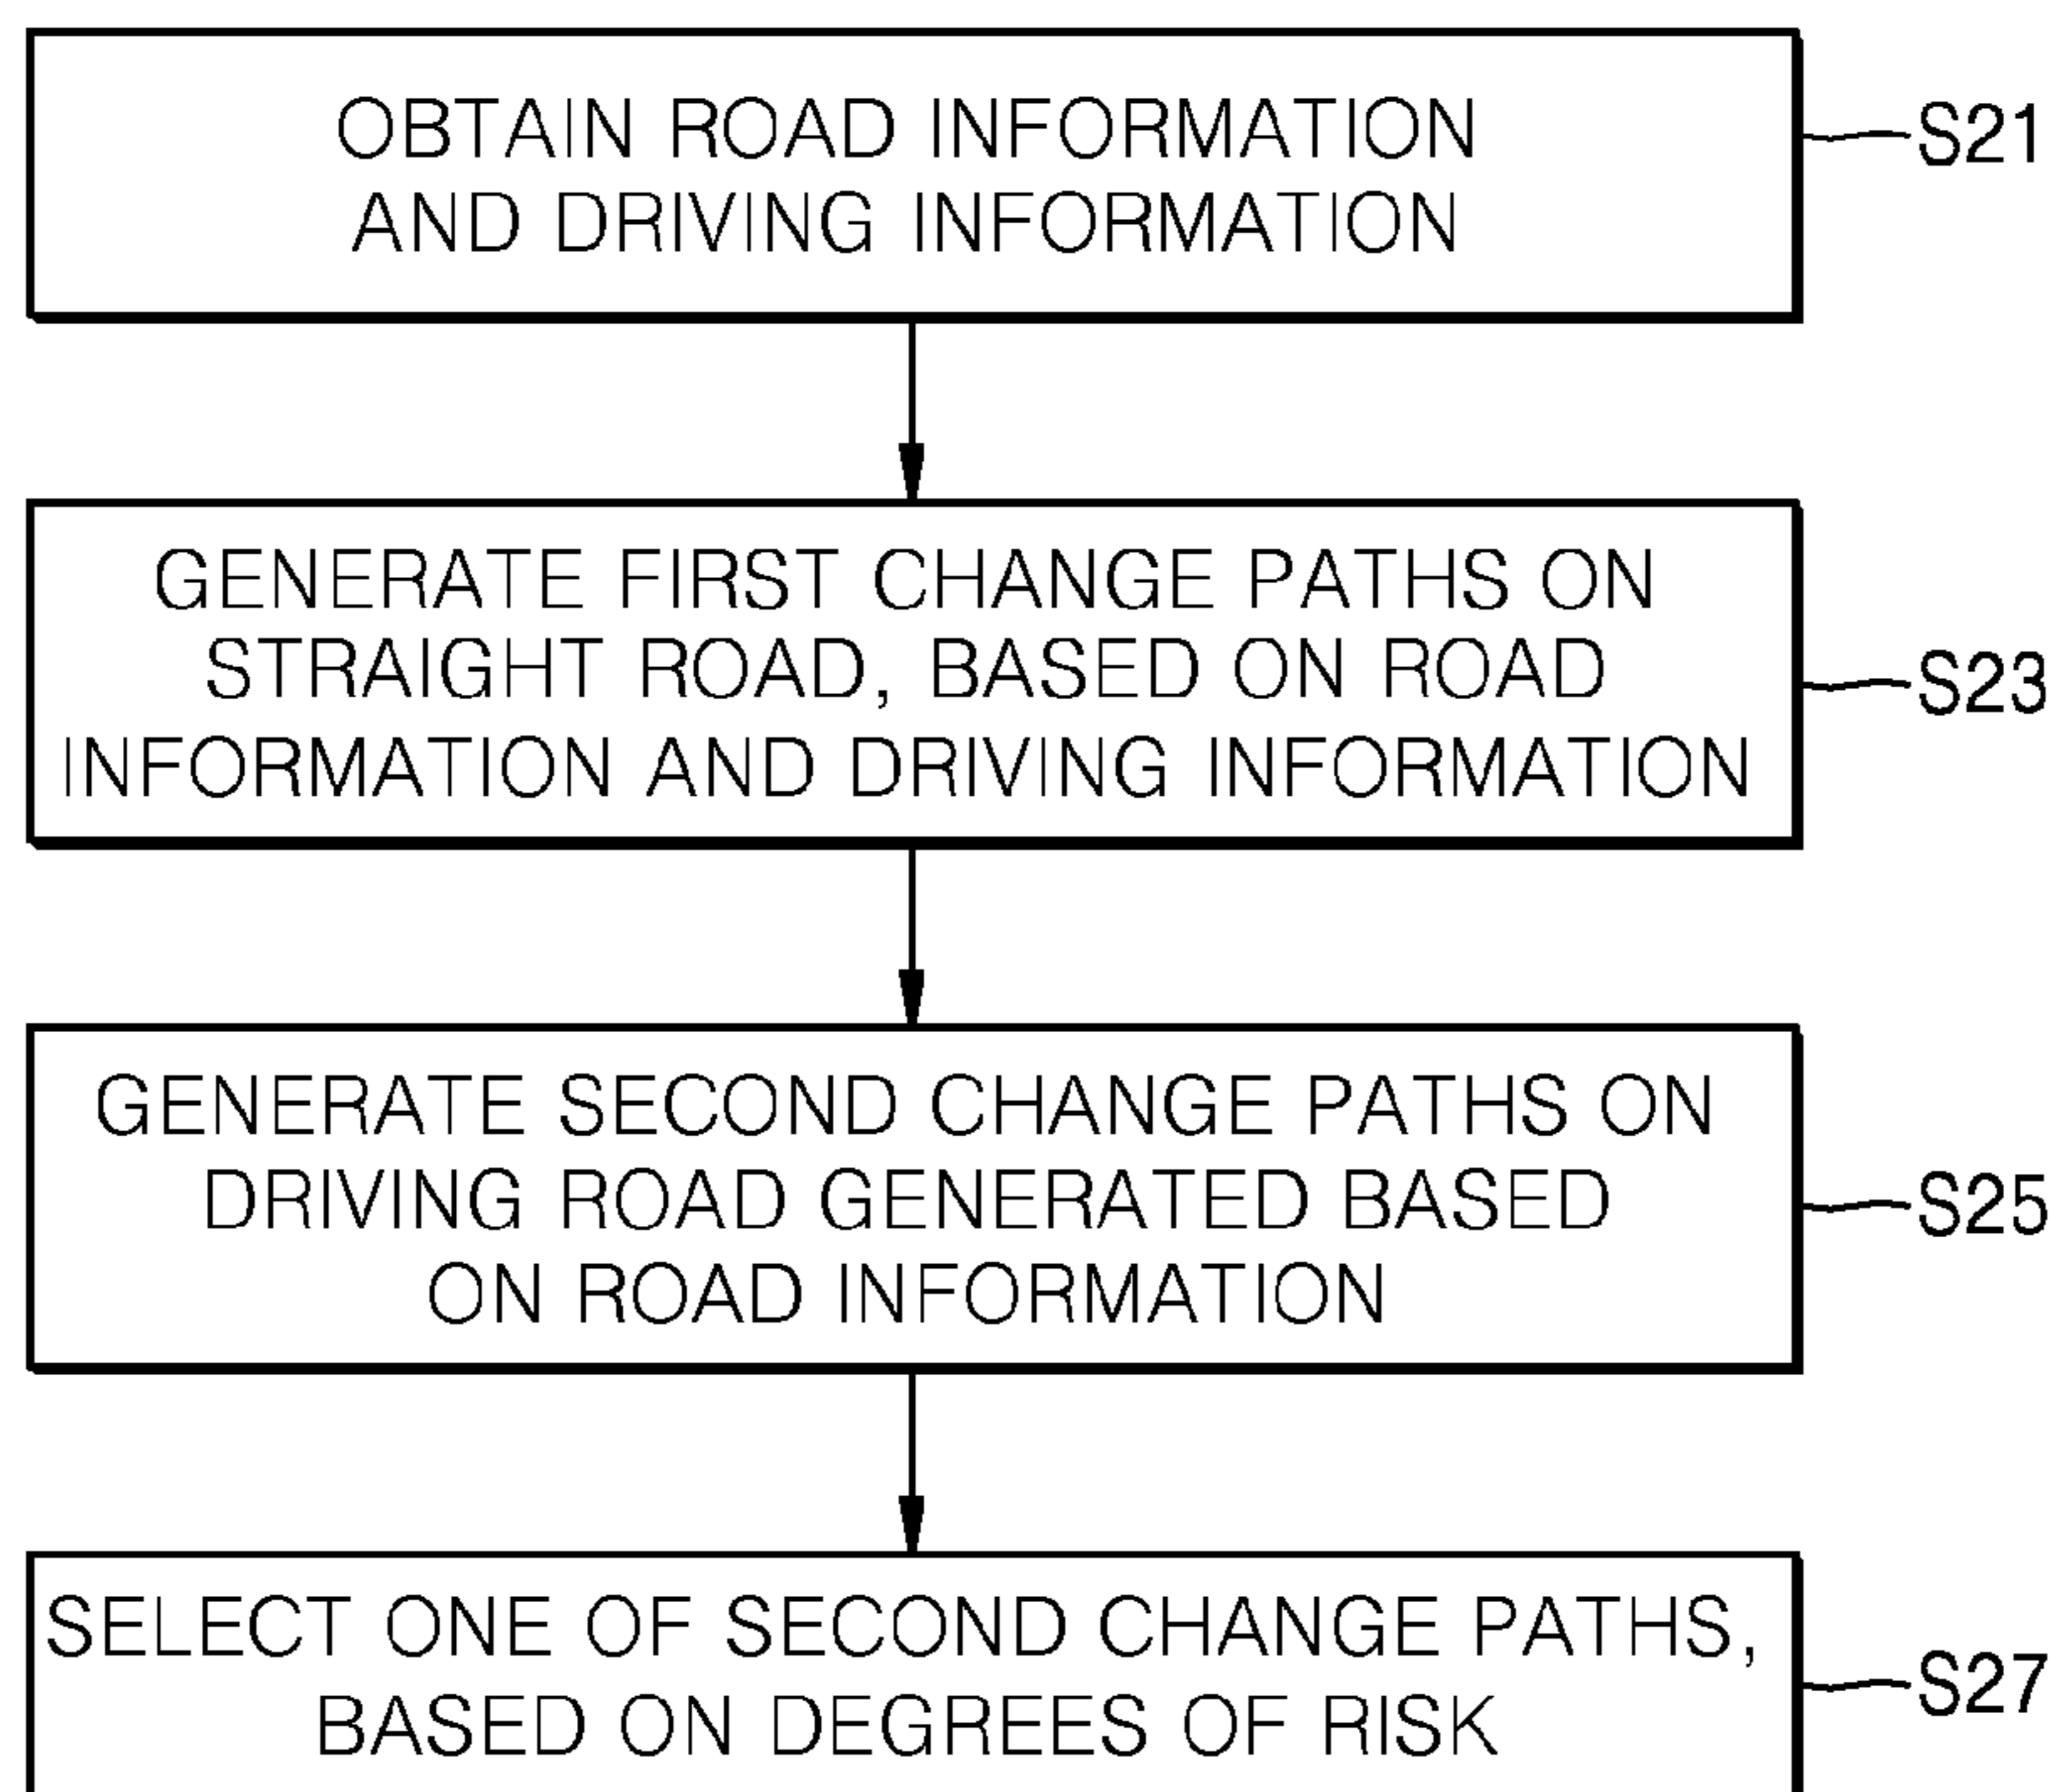 OBTAIN ROAD INFORMATION
AND DRIVING INFORMATION
S21
GENERATE FIRST CHANGE PATHS ON
STRAIGHT ROAD, BASED ON ROAD
INFORMATION AND DRIVING INFORMATION
S23
GENERATE SECOND CHANGE PATHS ON
DRIVING ROAD GENERATED BASED
ON ROAD INFORMATION
S25
SELECT ONE OF SECOND CHANGE PATHS,
BASED ON DEGREES OF RISK
S27